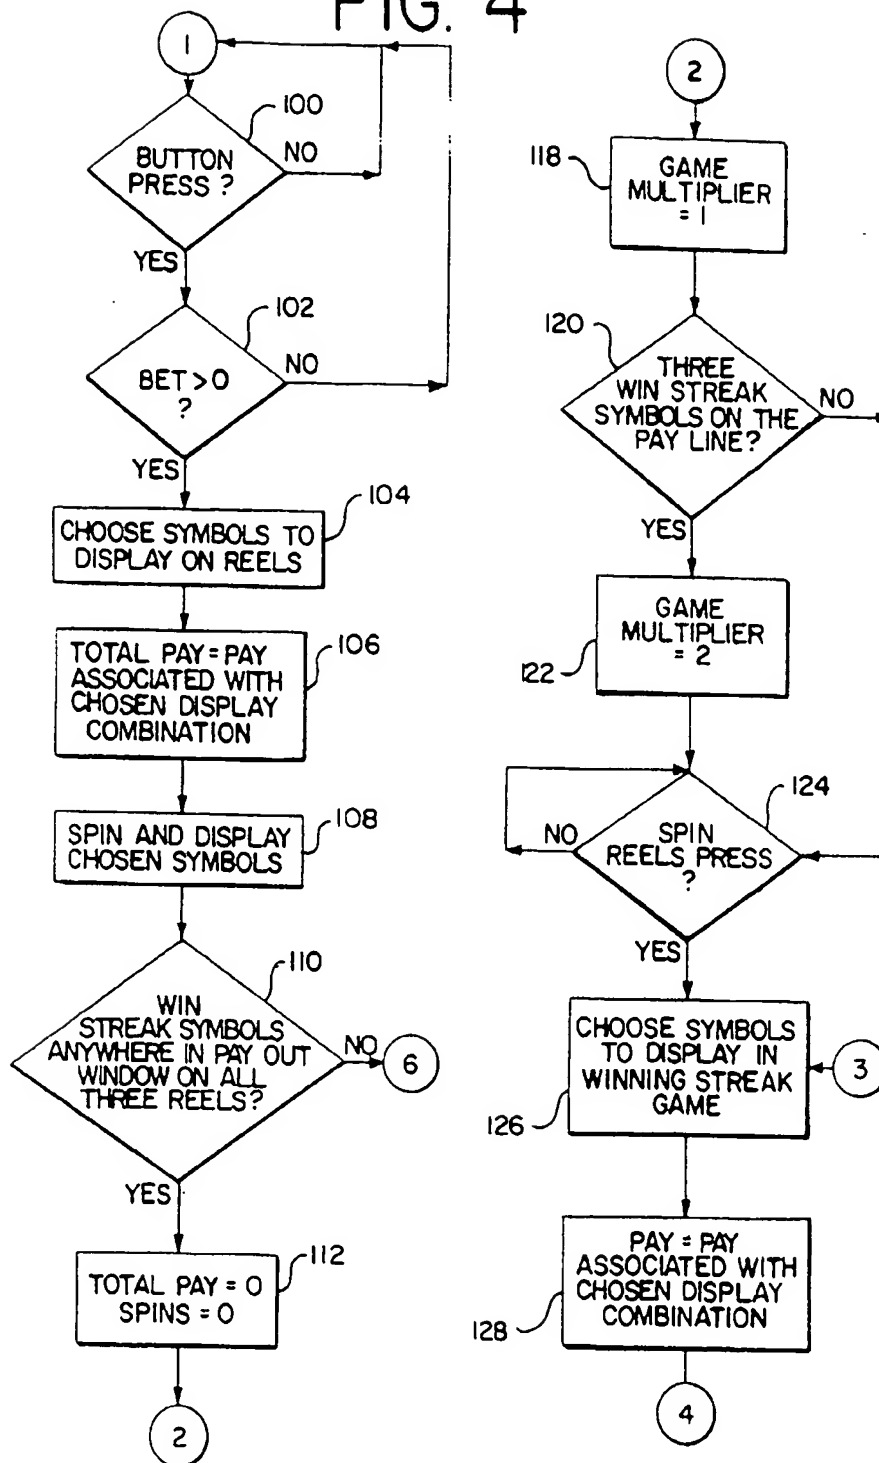 FIG. 4
1
100
BUTTON
PRESS ?
NO
YES
102
BET > 0
?
NO
YES
104
CHOOSE SYMBOLS TO
DISPLAY ON REELS
106
TOTAL PAY = PAY
ASSOCIATED WITH
CHOSEN DISPLAY
COMBINATION
108
SPIN AND DISPLAY
CHOSEN SYMBOLS
110
WIN
STREAK SYMBOLS
ANYWHERE IN PAY OUT
WINDOW ON ALL
THREE REELS?
NO
6
YES
112
TOTAL PAY = 0
SPINS = 0
2
2
118
GAME
MULTIPLIER
= 1
120
THREE
WIN STREAK
SYMBOLS ON THE
PAY LINE?
NO
YES
GAME
MULTIPLIER
= 2
122
124
SPIN
REELS PRESS
?
NO
YES
CHOOSE SYMBOLS
TO DISPLAY IN
WINNING STREAK
GAME
3
126
PAY = PAY
ASSOCIATED WITH
CHOSEN DISPLAY
COMBINATION
128
4